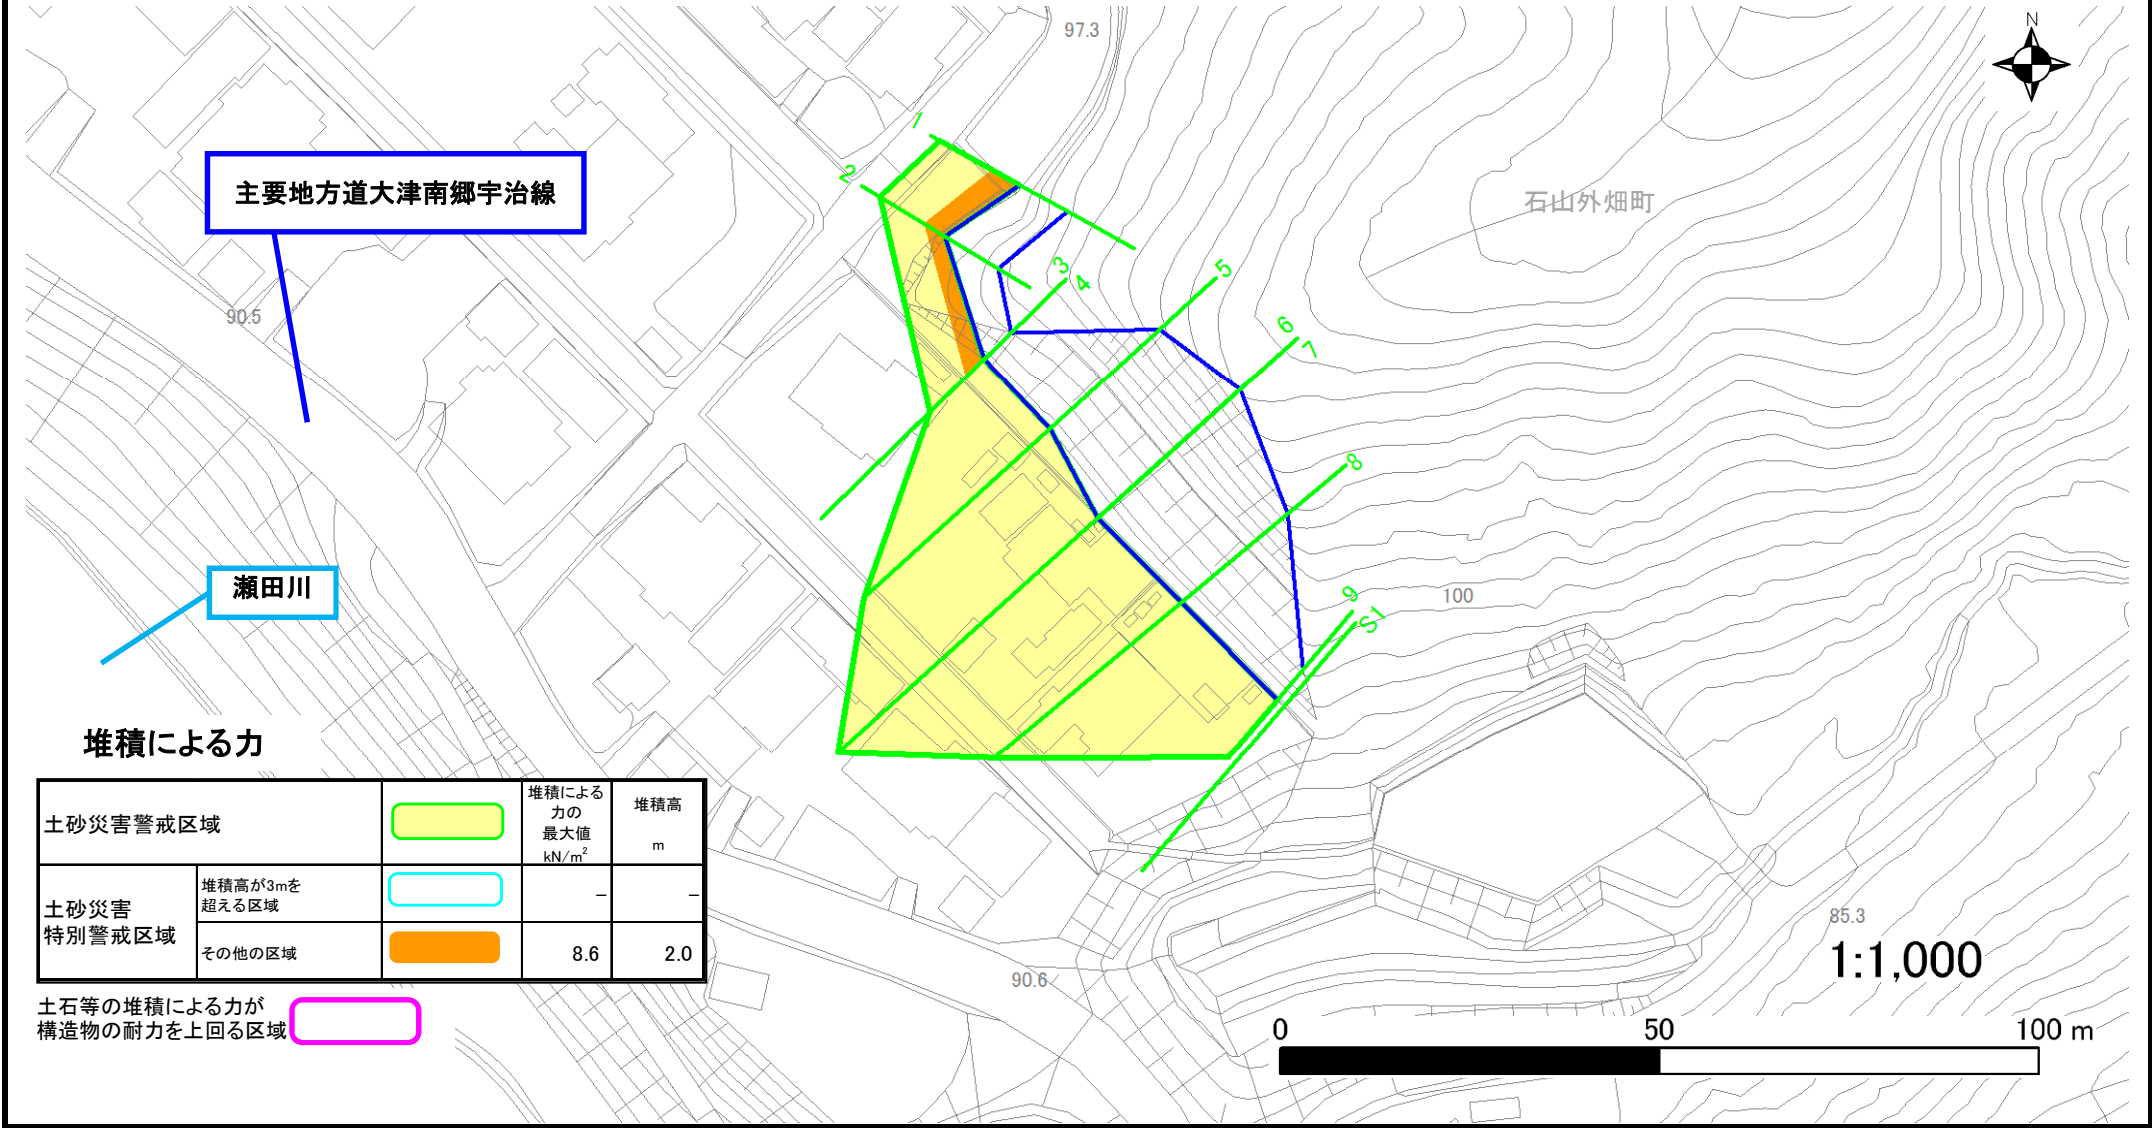 97.3
N
1
2
主要地方道大津南郷宇治線
石山外畑町
3
4
5
90.5
6
7
8
瀬田川
9
S1
100
堆積による力
土砂災害警戒区域
堆積による
力の
最大値
kN/m²
堆積高
m
土砂災害
特別警戒区域
堆積高が3mを
超える区域
－
－
その他の区域
8.6
2.0
土石等の堆積による力が
構造物の耐力を上回る区域
85.3
1:1,000
90.6
0
50
100 m